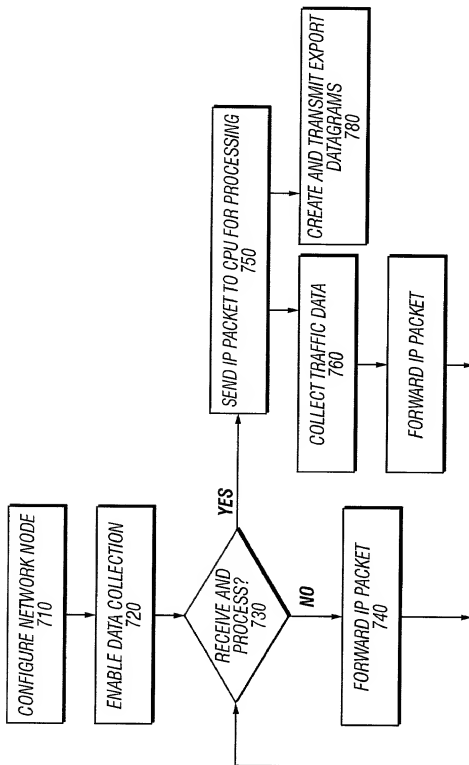 CONFIGURE NETWORK NODE
710
ENABLE DATA COLLECTION
720
RECEIVE AND
PROCESS?
730
YES
NO
SEND IP PACKET TO CPU FOR PROCESSING
750
FORWARD IP PACKET
740
COLLECT TRAFFIC DATA
760
CREATE AND TRANSMIT EXPORT
DATAGRAMS
780
FORWARD IP PACKET